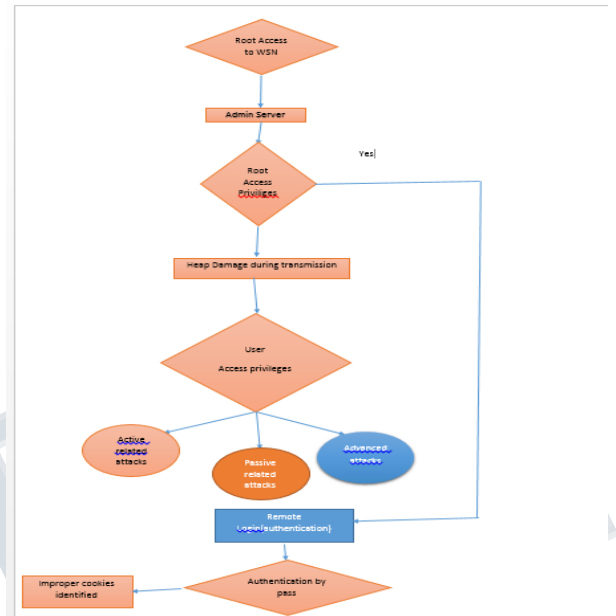 Root Access
to WSN
Admin Server
Yes
Root
Access
Priviliges
Heap Damage during transmission
User
Access privileges
Active
related
attacks
Passive
related
attacks
Advanced
attacks
Remote
Login(authentication)
Authentication by
pass
Improper cookies
identified